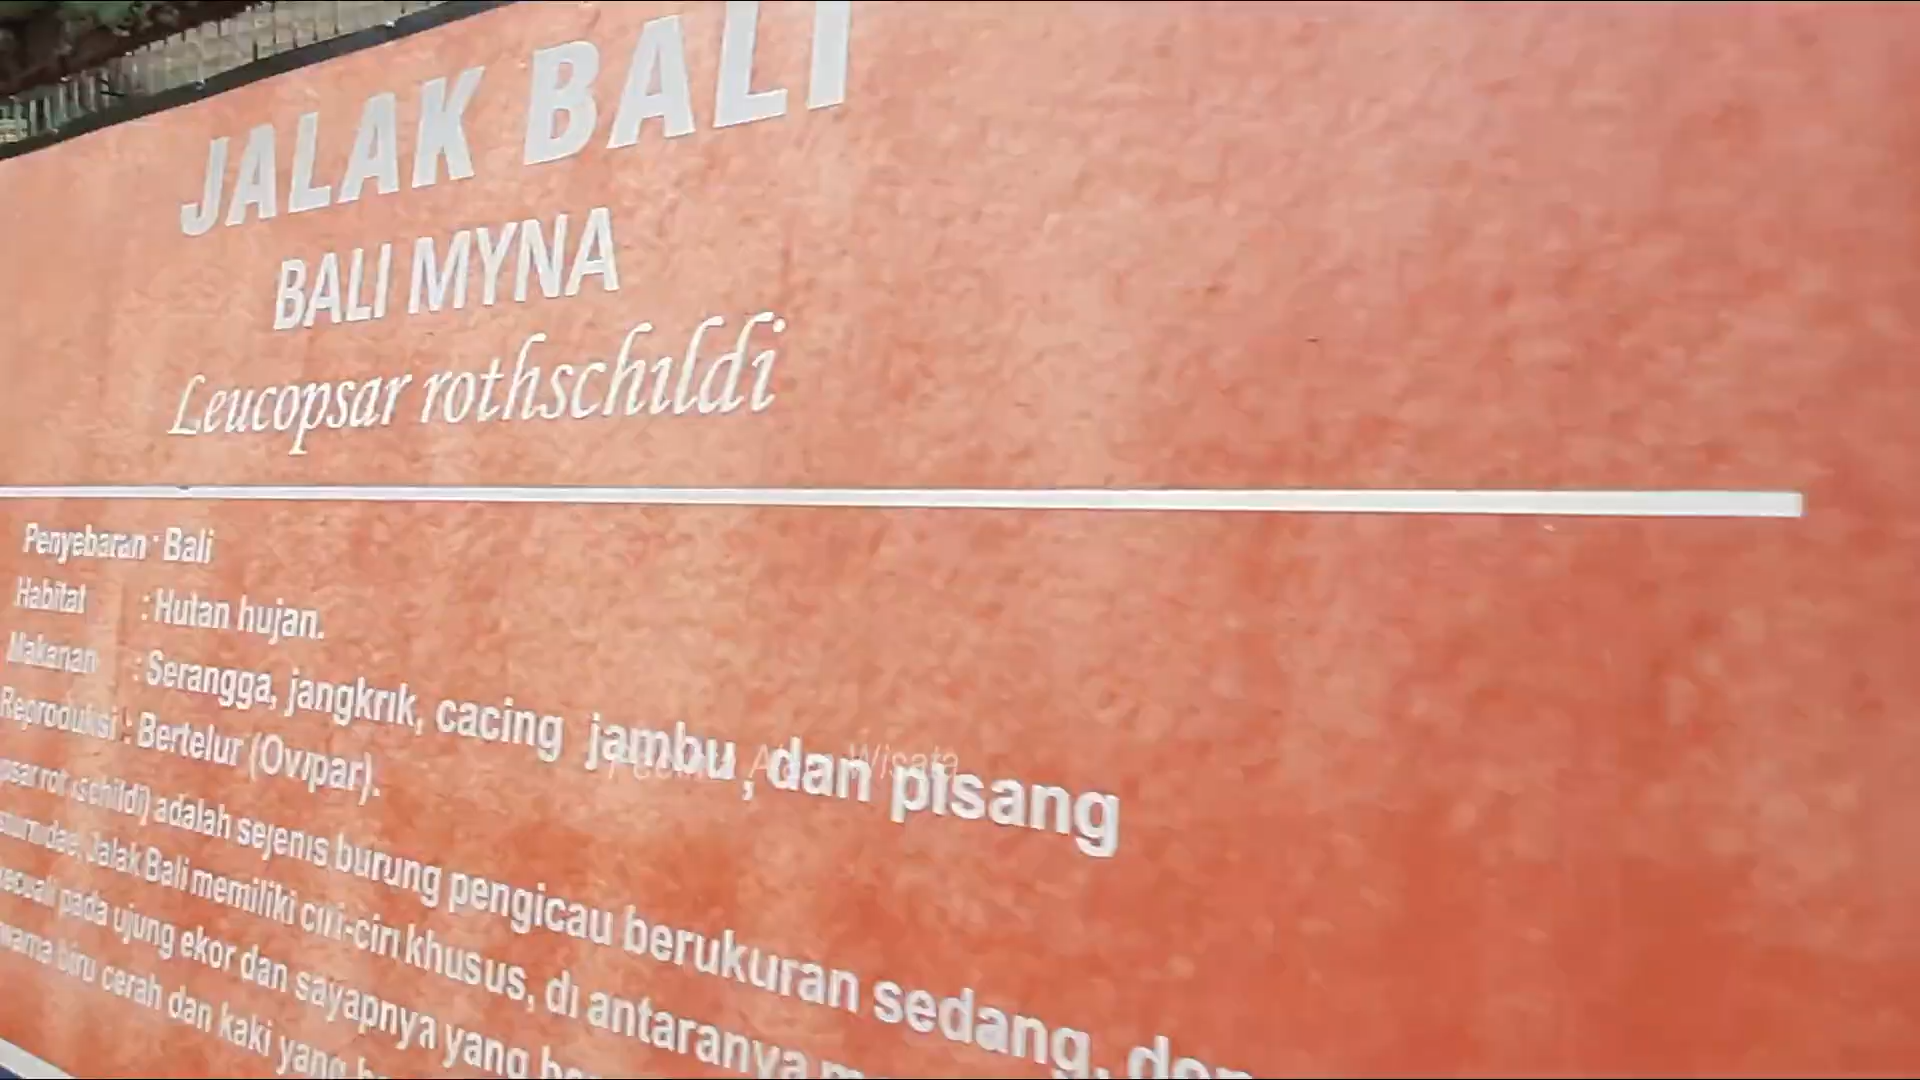 JALAK BALI
BALI MYNA
Leucopsar rothschildi
Penyebaran : Bali
Habitat : Hutan hujan.
Makanan : Serangga, jangkrik, cacing jambu, dan pisang
Reproduksi : Bertelur (Ovipar).
rothschildi) adalah sejenis burung pengicau berukuran sedang,
Jalak Bali memiliki ciri-ciri khusus, di antaranya
pada ujung ekor dan sayapnya yang
biru cerah dan kaki yang
Wisata